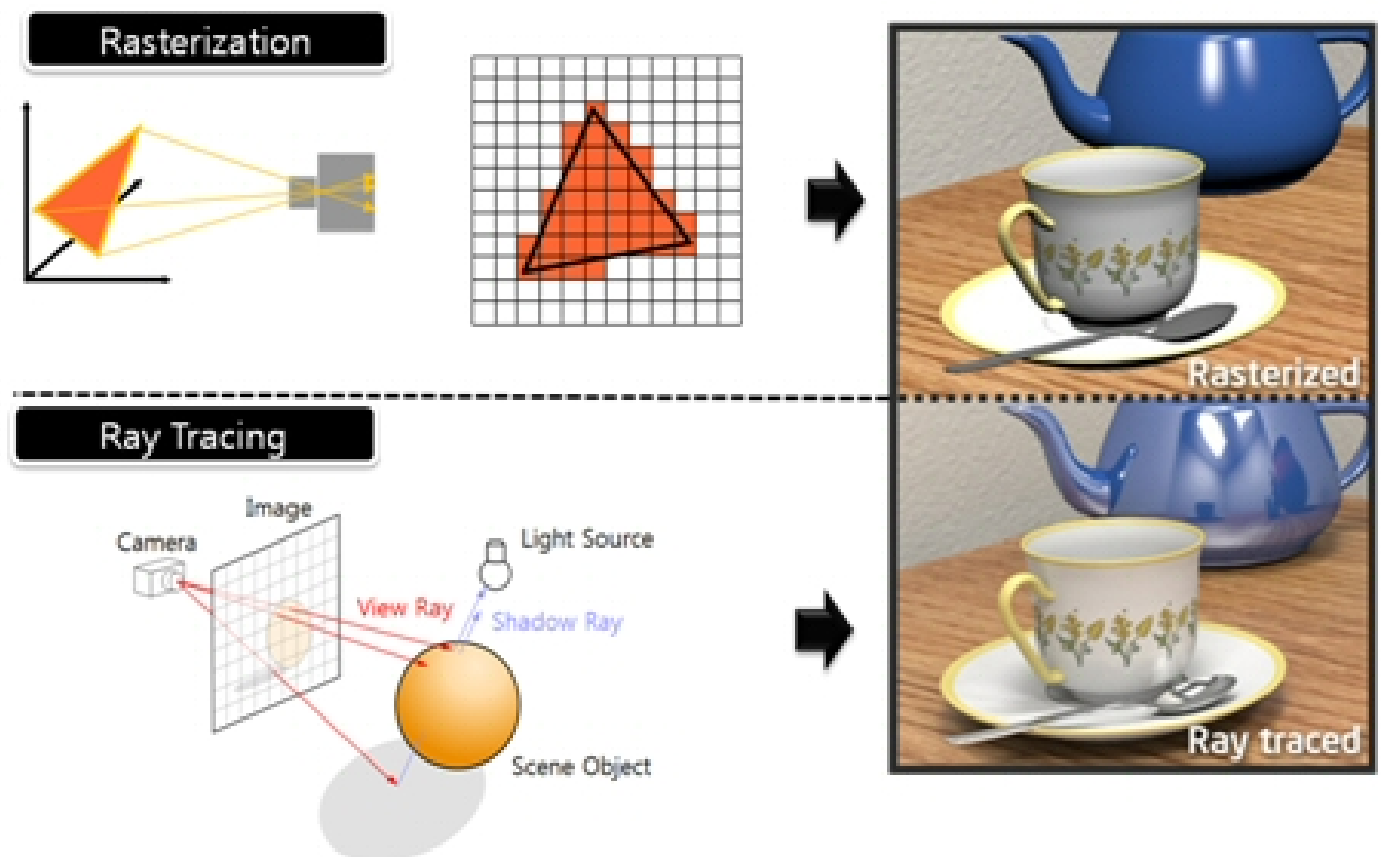 Rasterization
Rasterized
Ray Tracing
Image
Camera
Light Source
View Ray
Shadow Ray
Scene Object
Ray traced